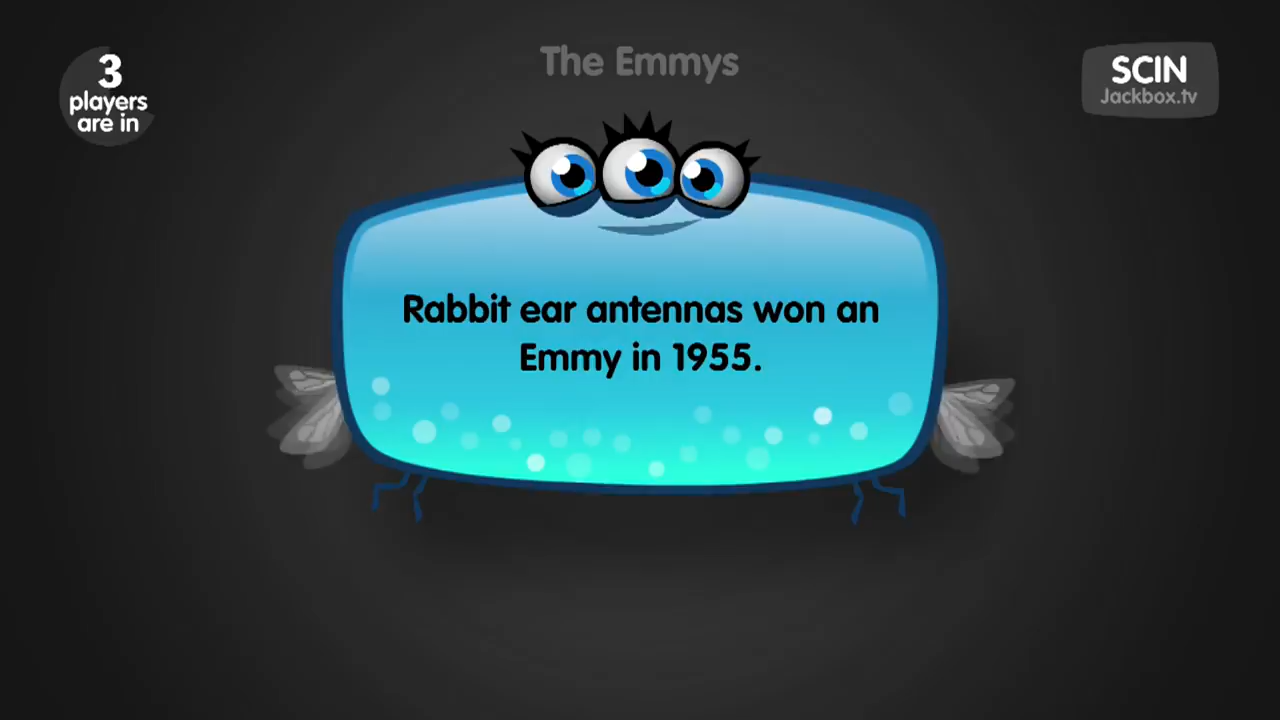 The Emmys
3
players
are in
SCIN
Jackbox.tv
Rabbit ear antennas won an
Emmy in 1955.